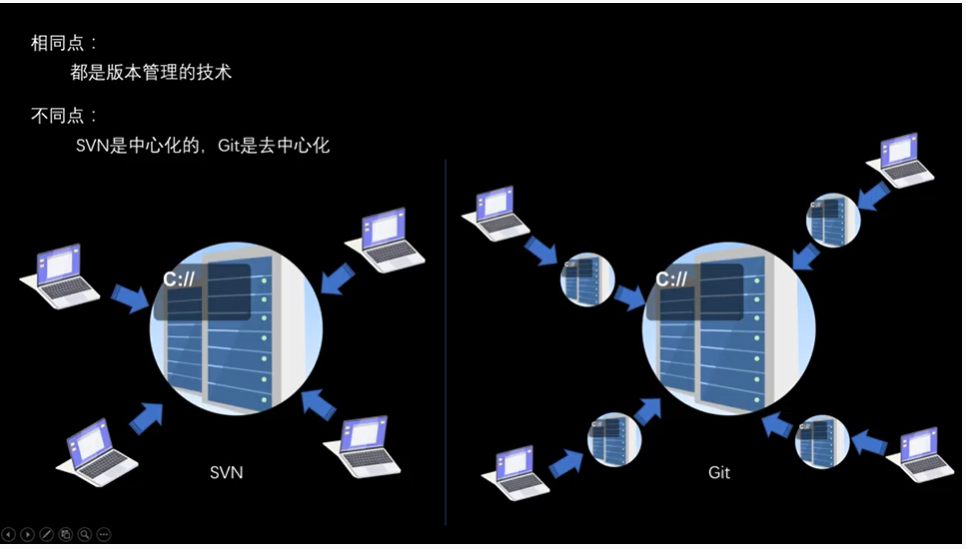 相同点：
都是版本管理的技术
不同点：
SVN是中心化的，Git是去中心化
C://
C://
SVN
Git